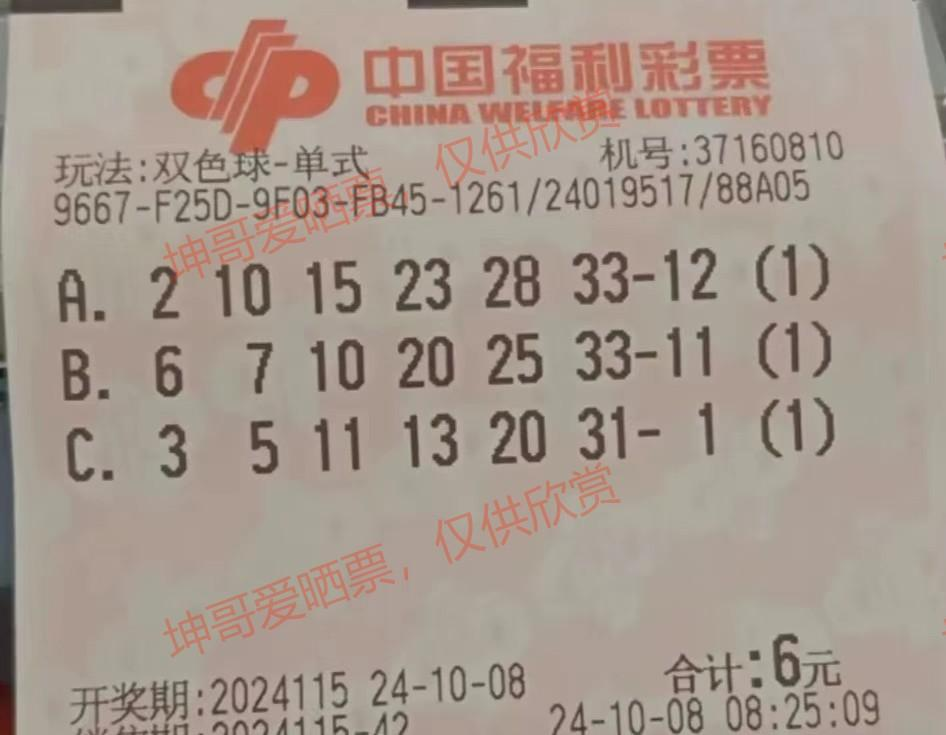 中国福利彩票
CHINA WELFARE LOTTERY
玩法:双色球-单式 机号:37160810
9667-F25D-9F03-FB45-1261/24019517/88A05
坤哥爱晒票，仅供欣赏
A. 2 10 15 23 28 33-12 (1)
B. 6 7 10 20 25 33-11 (1)
C. 3 5 11 13 20 31- 1 (1)
坤哥爱晒票，仅供欣赏
合计:6元
开奖期:2024115 24-10-08
24-10-08 08:25:09
销售期:2024115-42